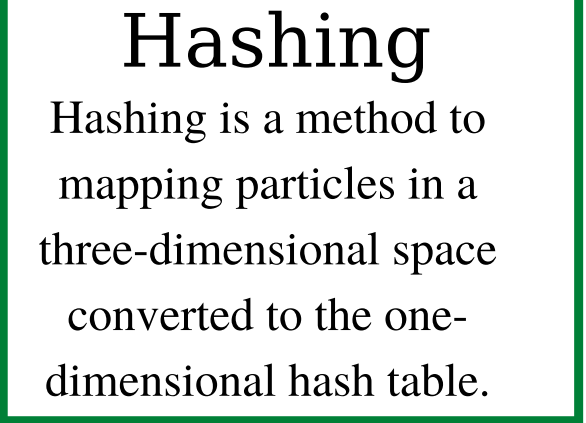 Hashing
Hashing is a method to
mapping particles in a
three-dimensional space
converted to the one-
dimensional hash table.